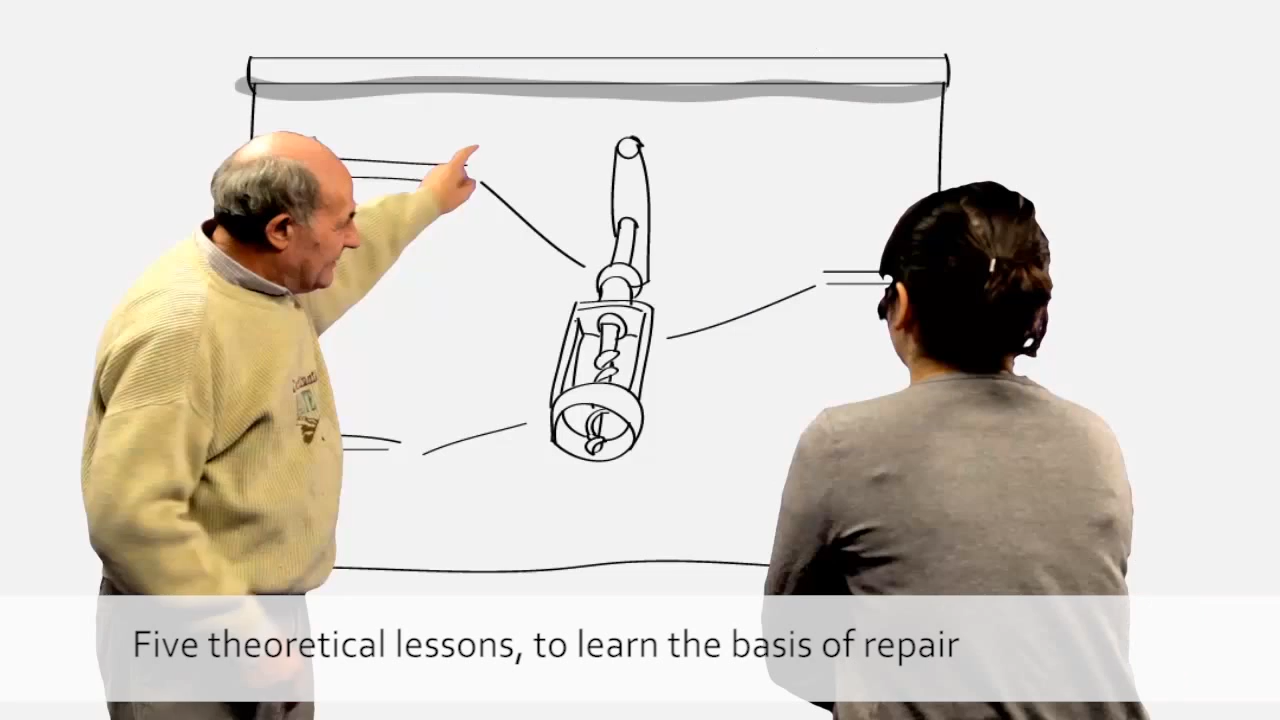 Five theoretical lessons, to learn the basis of repair